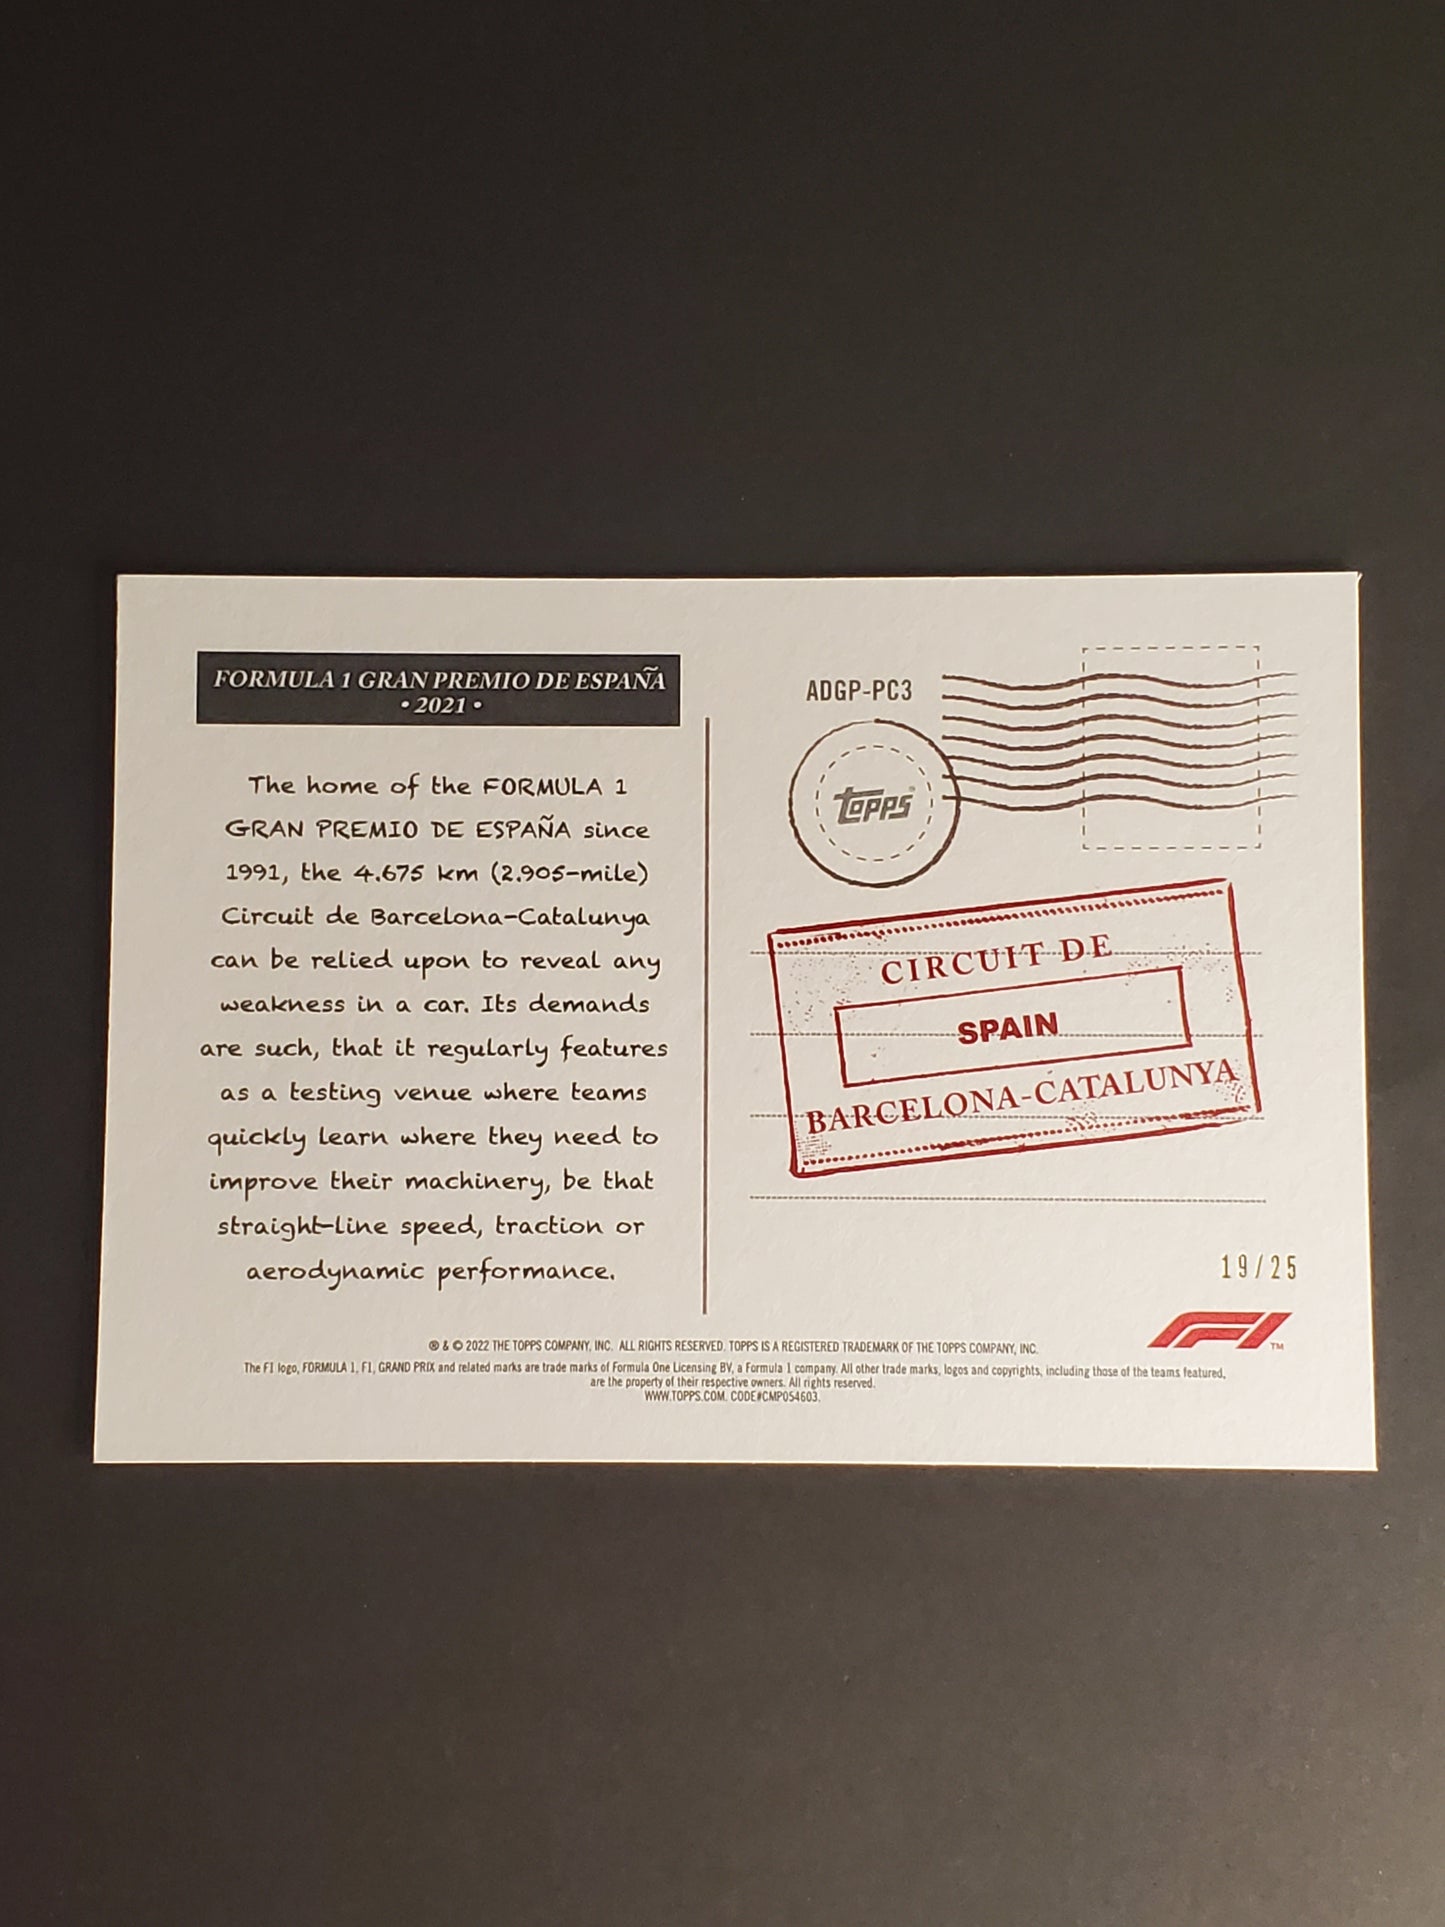 FORMULA 1 GRAN PREMIO DE ESPAÑA
• 2021 •
The home of the FORMULA 1
GRAN PREMIO DE ESPAÑA since
1991, the 4.675 km (2.905-mile)
Circuit de Barcelona-Catalunya
can be relied upon to reveal any
weakness in a car. Its demands
are such, that it regularly features
as a testing venue where teams
quickly learn where they need to
improve their machinery, be that
straight-line speed, traction or
aerodynamic performance.
ADGP-PC3
topps
CIRCUIT DE
SPAIN
BARCELONA-CATALUNYA
19/25
F1™
® & © 2022 THE TOPPS COMPANY, INC. ALL RIGHTS RESERVED. TOPPS IS A REGISTERED TRADEMARK OF THE TOPPS COMPANY, INC.
The F1 logo, FORMULA 1, F1, GRAND PRIX and related marks are trade marks of Formula One Licensing BV, a Formula 1 company. All other trade marks, logos and copyrights, including those of the teams featured,
are the property of their respective owners. All rights reserved.
WWW.TOPPS.COM. CODE#CMP054603.